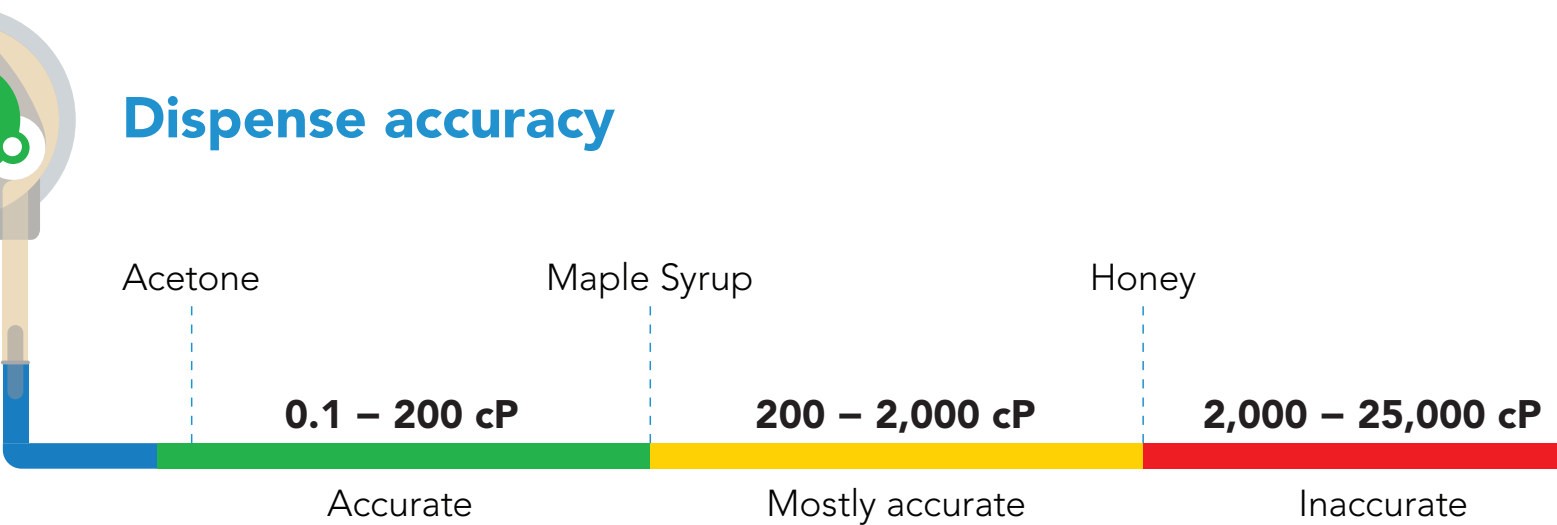 Dispense accuracy
Acetone Maple Syrup Honey
0.1 – 200 cP 200 – 2,000 cP 2,000 – 25,000 cP
Accurate Mostly accurate Inaccurate